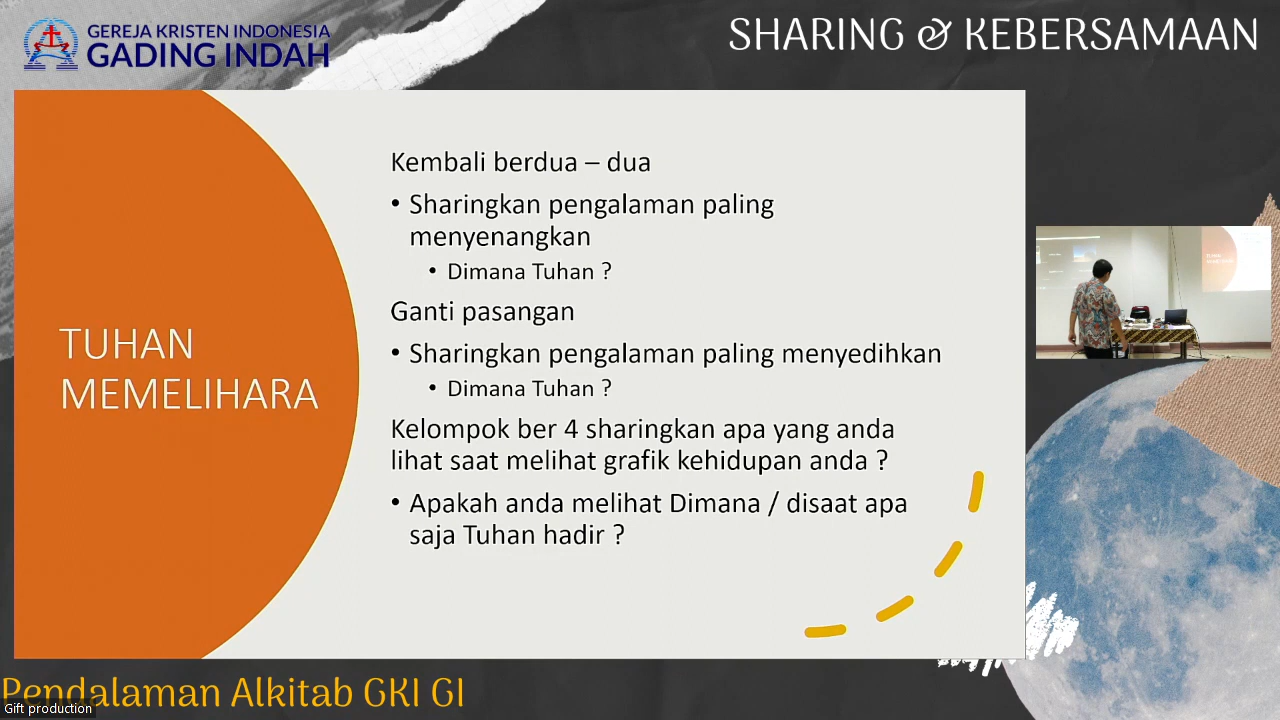 GEREJA KRISTEN INDONESIA
GADING INDAH
SHARING & KEBERSAMAAN
TUHAN
MEMELIHARA
Kembali berdua – dua
• Sharingkan pengalaman paling
menyenangkan
• Dimana Tuhan ?
Ganti pasangan
• Sharingkan pengalaman paling menyedihkan
• Dimana Tuhan ?
Kelompok ber 4 sharingkan apa yang anda
lihat saat melihat grafik kehidupan anda ?
• Apakah anda melihat Dimana / disaat apa
saja Tuhan hadir ?
Pendalaman Alkitab GKI GI
Gift production